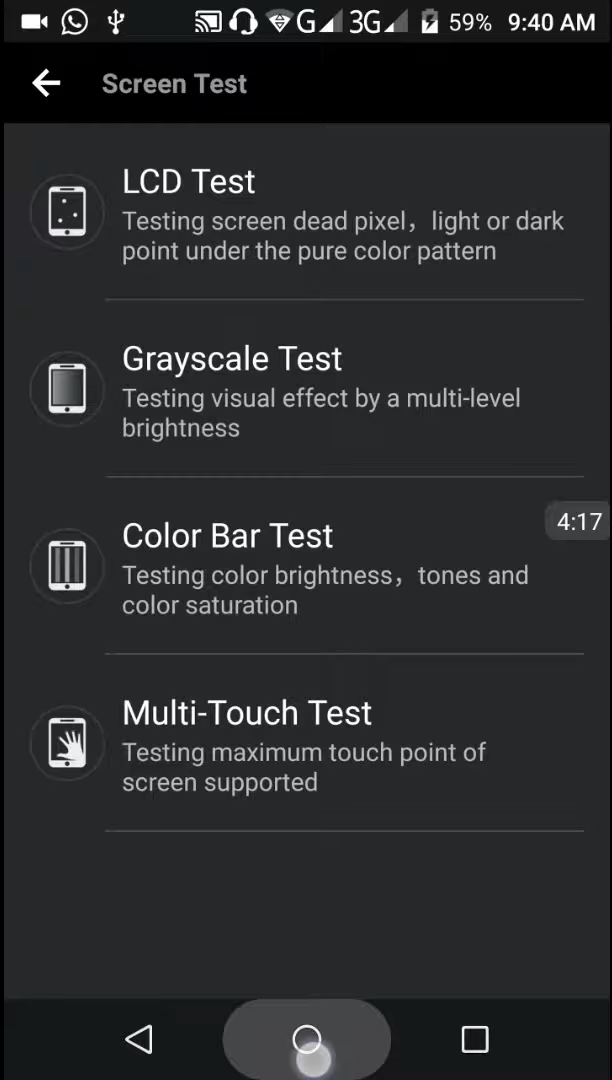 G 3G 59% 9:40 AM
Screen Test
LCD Test
Testing screen dead pixel，light or dark
point under the pure color pattern
Grayscale Test
Testing visual effect by a multi-level
brightness
4:17
Color Bar Test
Testing color brightness，tones and
color saturation
Multi-Touch Test
Testing maximum touch point of
screen supported